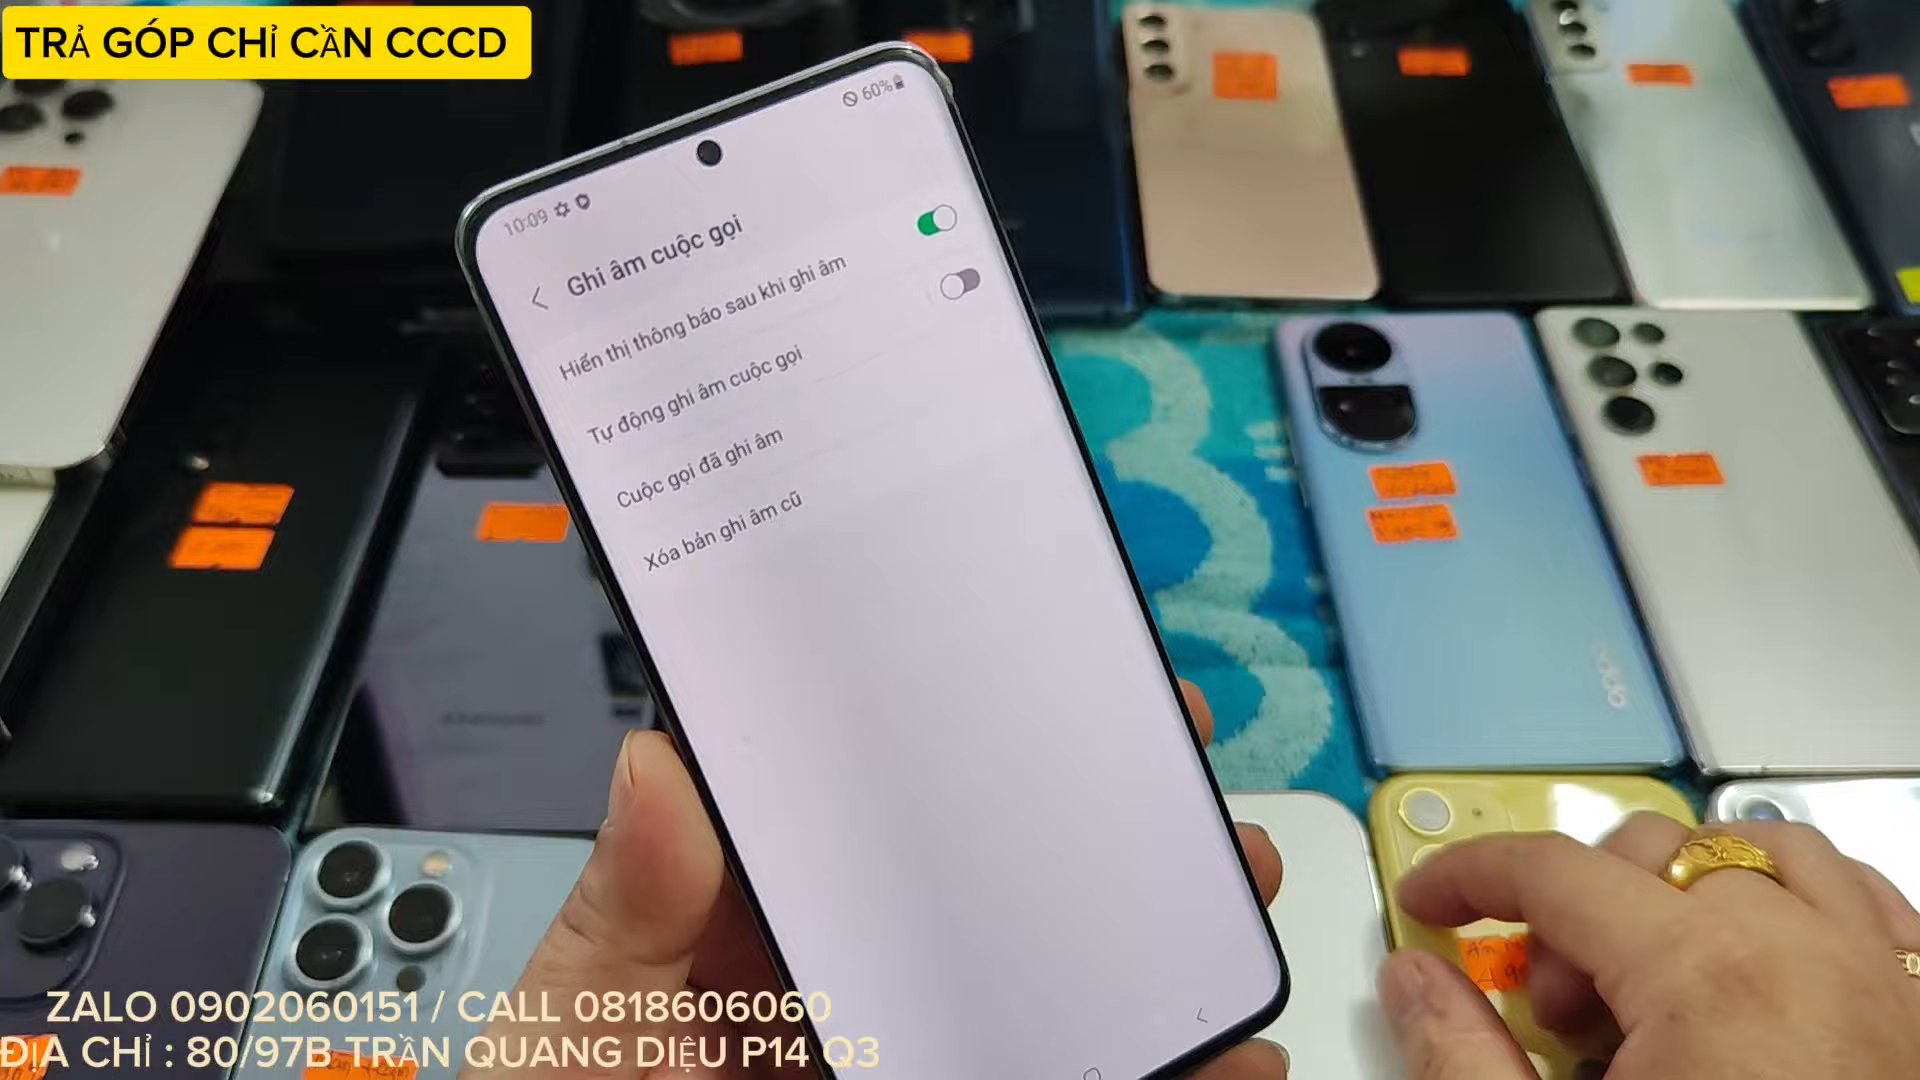 TRẢ GÓP CHỈ CẦN CCCD
60%
10:09
Ghi âm cuộc gọi
Hiển thị thông báo sau khi ghi âm
Tự động ghi âm cuộc gọi
Cuộc gọi đã ghi âm
Xóa bản ghi âm cũ
oppo
ZALO 0902060151 / CALL 0818606060
ĐỊA CHỈ : 80/97B TRẦN QUANG DIỆU P14 Q3